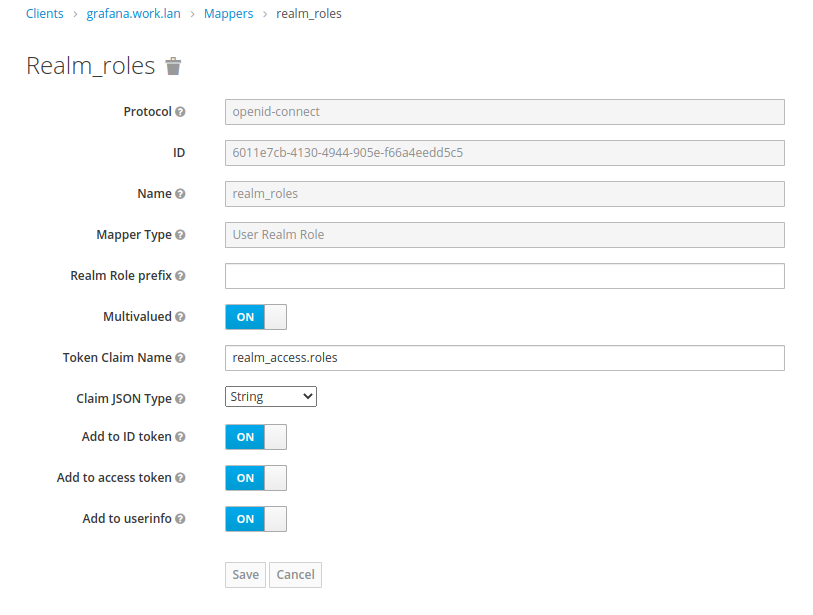 Clients > grafana.work.lan > Mappers > realm_roles
Realm_roles
Protocol openid-connect
ID 6011e7cb-4130-4944-905e-f66a4eedd5c5
Name realm_roles
Mapper Type User Realm Role
Realm Role prefix
Multivalued ON
Token Claim Name realm_access.roles
Claim JSON Type String
Add to ID token ON
Add to access token ON
Add to userinfo ON
Save Cancel